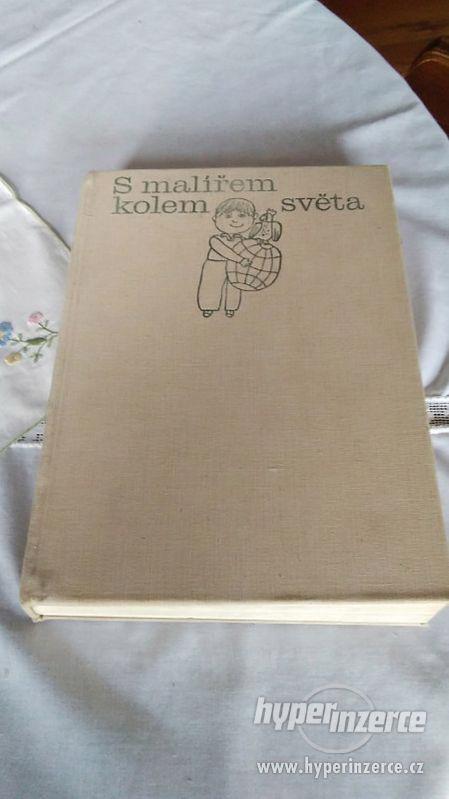 S malířem
kolem světa
hyperinzerce
www.hyperinzerce.cz